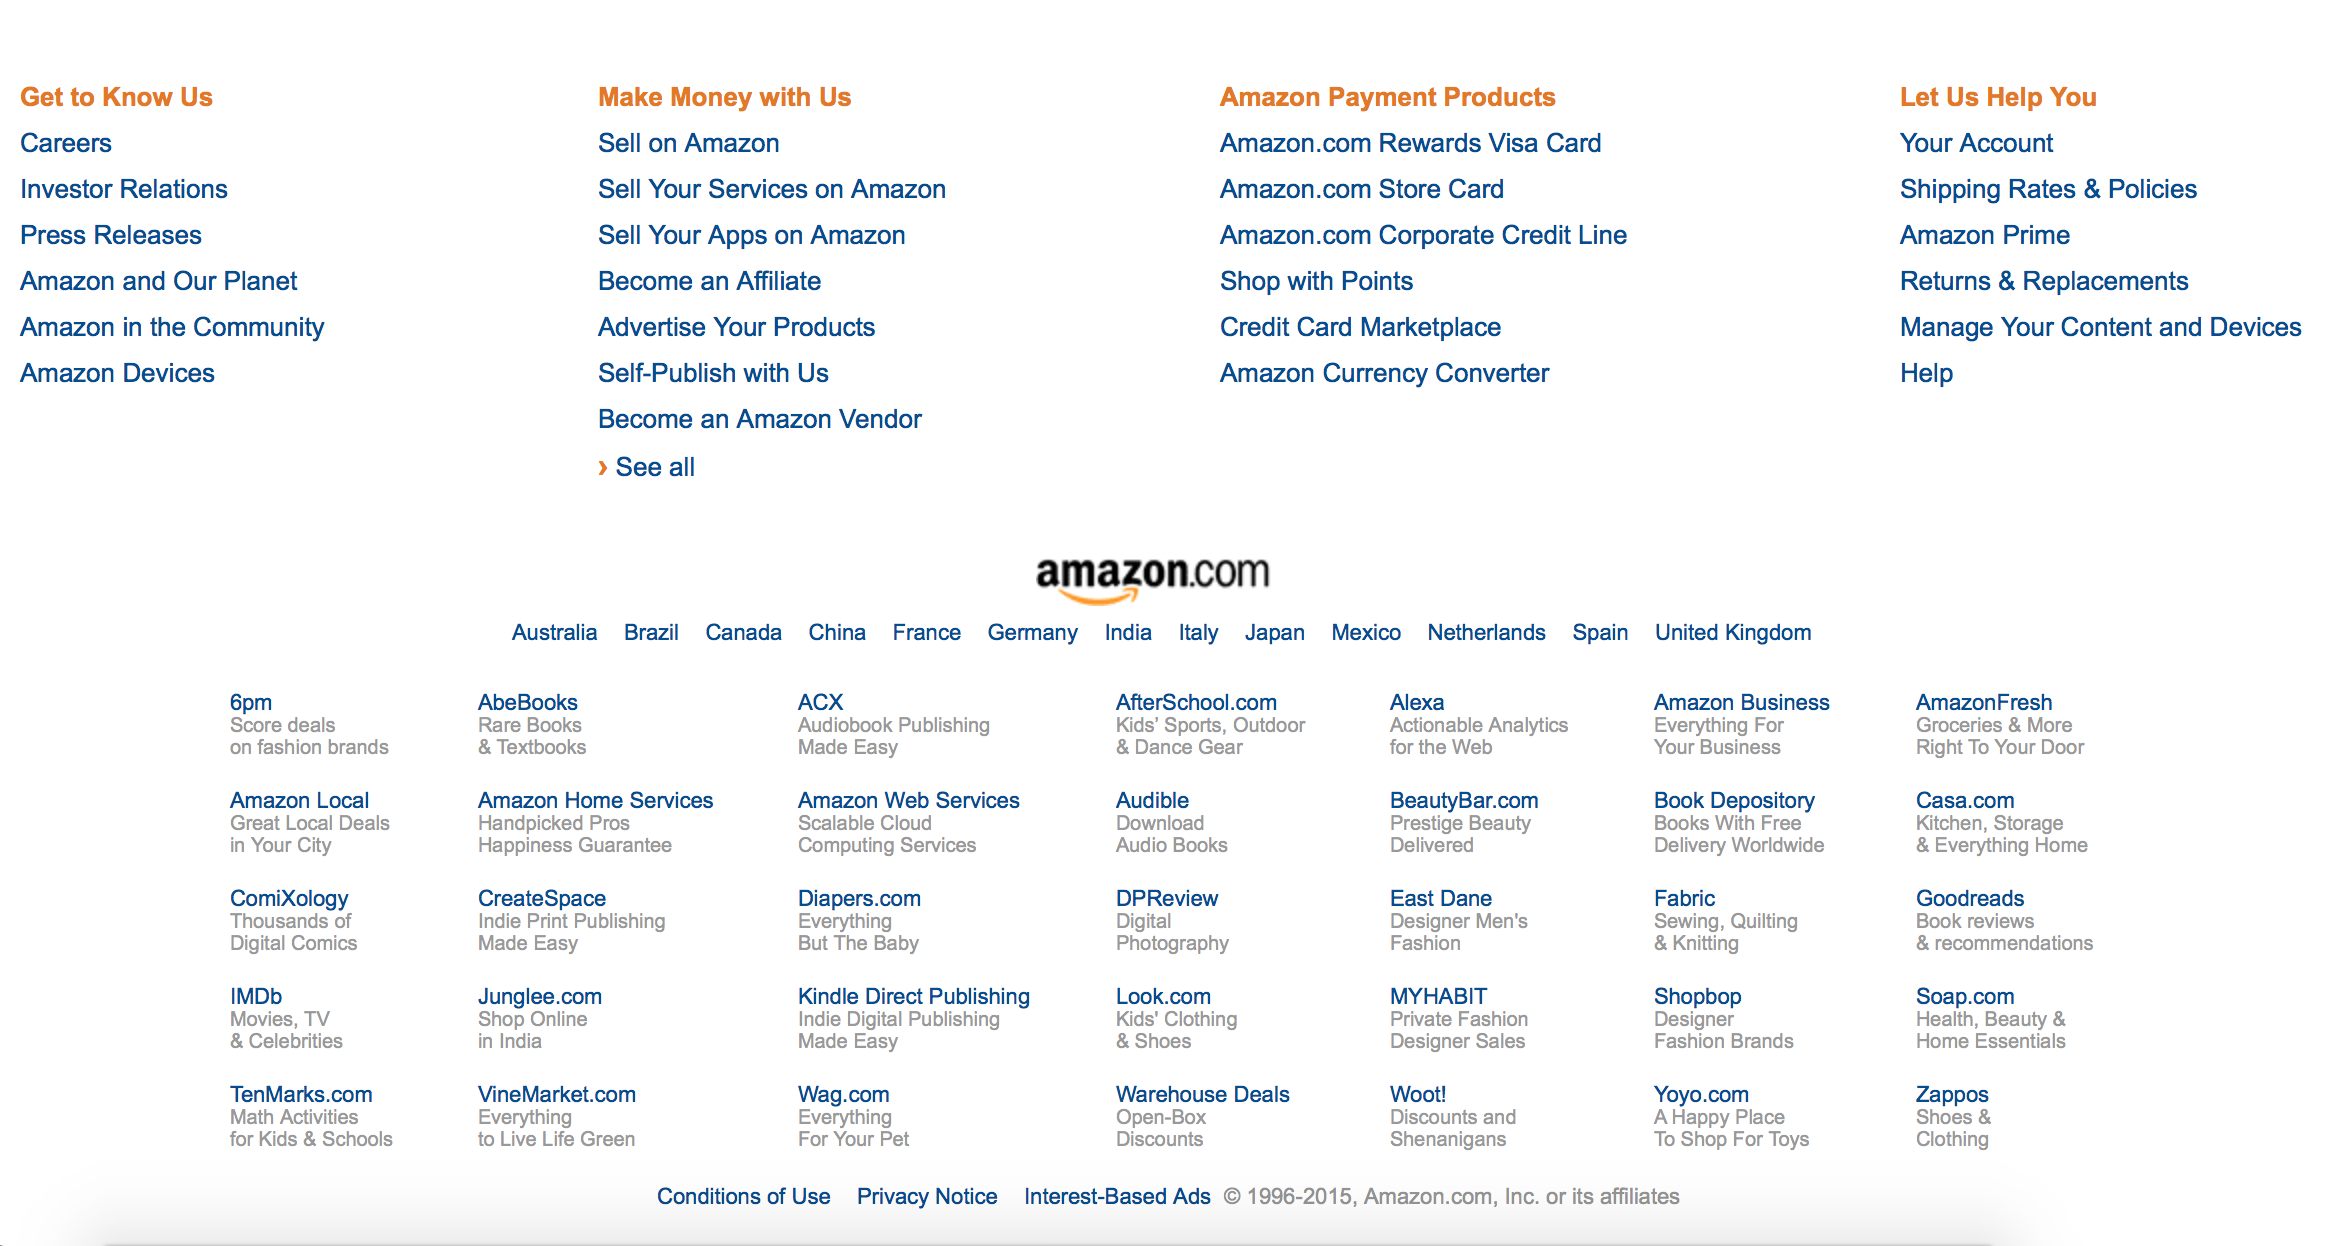 Get to Know Us
Careers
Investor Relations
Press Releases
Amazon and Our Planet
Amazon in the Community
Amazon Devices
Make Money with Us
Sell on Amazon
Sell Your Services on Amazon
Sell Your Apps on Amazon
Become an Affiliate
Advertise Your Products
Self-Publish with Us
Become an Amazon Vendor
› See all
Amazon Payment Products
Amazon.com Rewards Visa Card
Amazon.com Store Card
Amazon.com Corporate Credit Line
Shop with Points
Credit Card Marketplace
Amazon Currency Converter
Let Us Help You
Your Account
Shipping Rates & Policies
Amazon Prime
Returns & Replacements
Manage Your Content and Devices
Help
amazon.com
Australia Brazil Canada China France Germany India Italy Japan Mexico Netherlands Spain United Kingdom
6pm
Score deals
on fashion brands
AbeBooks
Rare Books
& Textbooks
ACX
Audiobook Publishing
Made Easy
AfterSchool.com
Kids’ Sports, Outdoor
& Dance Gear
Alexa
Actionable Analytics
for the Web
Amazon Business
Everything For
Your Business
AmazonFresh
Groceries & More
Right To Your Door
Amazon Local
Great Local Deals
in Your City
Amazon Home Services
Handpicked Pros
Happiness Guarantee
Amazon Web Services
Scalable Cloud
Computing Services
Audible
Download
Audio Books
BeautyBar.com
Prestige Beauty
Delivered
Book Depository
Books With Free
Delivery Worldwide
Casa.com
Kitchen, Storage
& Everything Home
ComiXology
Thousands of
Digital Comics
CreateSpace
Indie Print Publishing
Made Easy
Diapers.com
Everything
But The Baby
DPReview
Digital
Photography
East Dane
Designer Men's
Fashion
Fabric
Sewing, Quilting
& Knitting
Goodreads
Book reviews
& recommendations
IMDb
Movies, TV
& Celebrities
Junglee.com
Shop Online
in India
Kindle Direct Publishing
Indie Digital Publishing
Made Easy
Look.com
Kids' Clothing
& Shoes
MYHABIT
Private Fashion
Designer Sales
Shopbop
Designer
Fashion Brands
Soap.com
Health, Beauty &
Home Essentials
TenMarks.com
Math Activities
for Kids & Schools
VineMarket.com
Everything
to Live Life Green
Wag.com
Everything
For Your Pet
Warehouse Deals
Open-Box
Discounts
Woot!
Discounts and
Shenanigans
Yoyo.com
A Happy Place
To Shop For Toys
Zappos
Shoes &
Clothing
Conditions of Use Privacy Notice Interest-Based Ads © 1996-2015, Amazon.com, Inc. or its affiliates